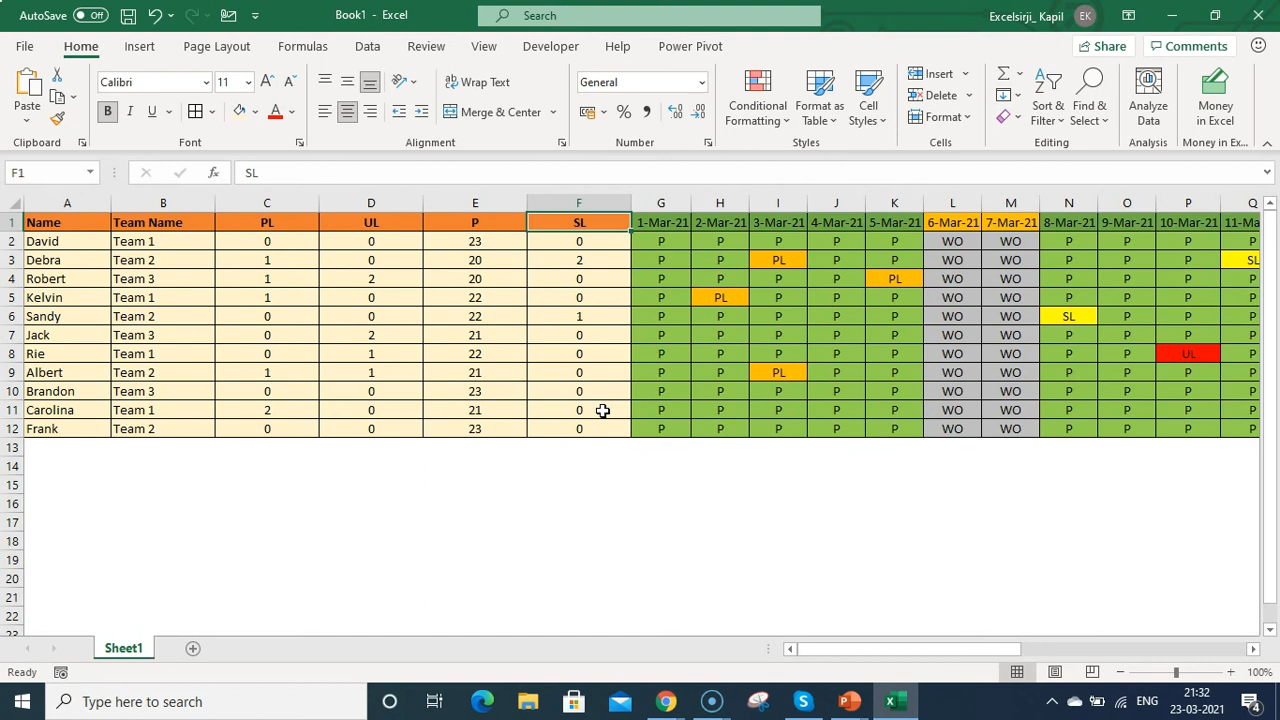 AutoSave Off Book1 - Excel Search Excelsirji_ Kapil EK
File Home Insert Page Layout Formulas Data Review View Developer Help Power Pivot Share Comments
Paste Calibri 11 Wrap Text General Conditional Formatting Format as Table Cell Styles Insert Sort & Filter Find & Select Analyze Data Money in Excel
B I U Merge & Center Delete
Format
Clipboard Font Alignment Number Styles Cells Editing Analysis Money in Excel
F1 fx SL
A B C D E F G H I J K L M N O P Q
1 Name Team Name PL UL P SL 1-Mar-21 2-Mar-21 3-Mar-21 4-Mar-21 5-Mar-21 6-Mar-21 7-Mar-21 8-Mar-21 9-Mar-21 10-Mar-21 11-Ma
2 David Team 1 0 0 23 0 P P P P P WO WO P P P P
3 Debra Team 2 1 0 20 2 P P PL P P WO WO P P P SL
4 Robert Team 3 1 2 20 0 P P P P PL WO WO P P P P
5 Kelvin Team 1 1 0 22 0 P PL P P P WO WO P P P P
6 Sandy Team 2 0 0 22 1 P P P P P WO WO SL P P P
7 Jack Team 3 0 2 21 0 P P P P P WO WO P P P P
8 Rie Team 1 0 1 22 0 P P P P P WO WO P P UL P
9 Albert Team 2 1 1 21 0 P P PL P P WO WO P P P P
10 Brandon Team 3 0 0 23 0 P P P P P WO WO P P P P
11 Carolina Team 1 2 0 21 0 P P P P P WO WO P P P P
12 Frank Team 2 0 0 23 0 P P P P P WO WO P P P P
13
14
15
16
17
18
19
20
21
22
23
Sheet1
Ready 100%
Type here to search ENG 21:32
23-03-2021 4